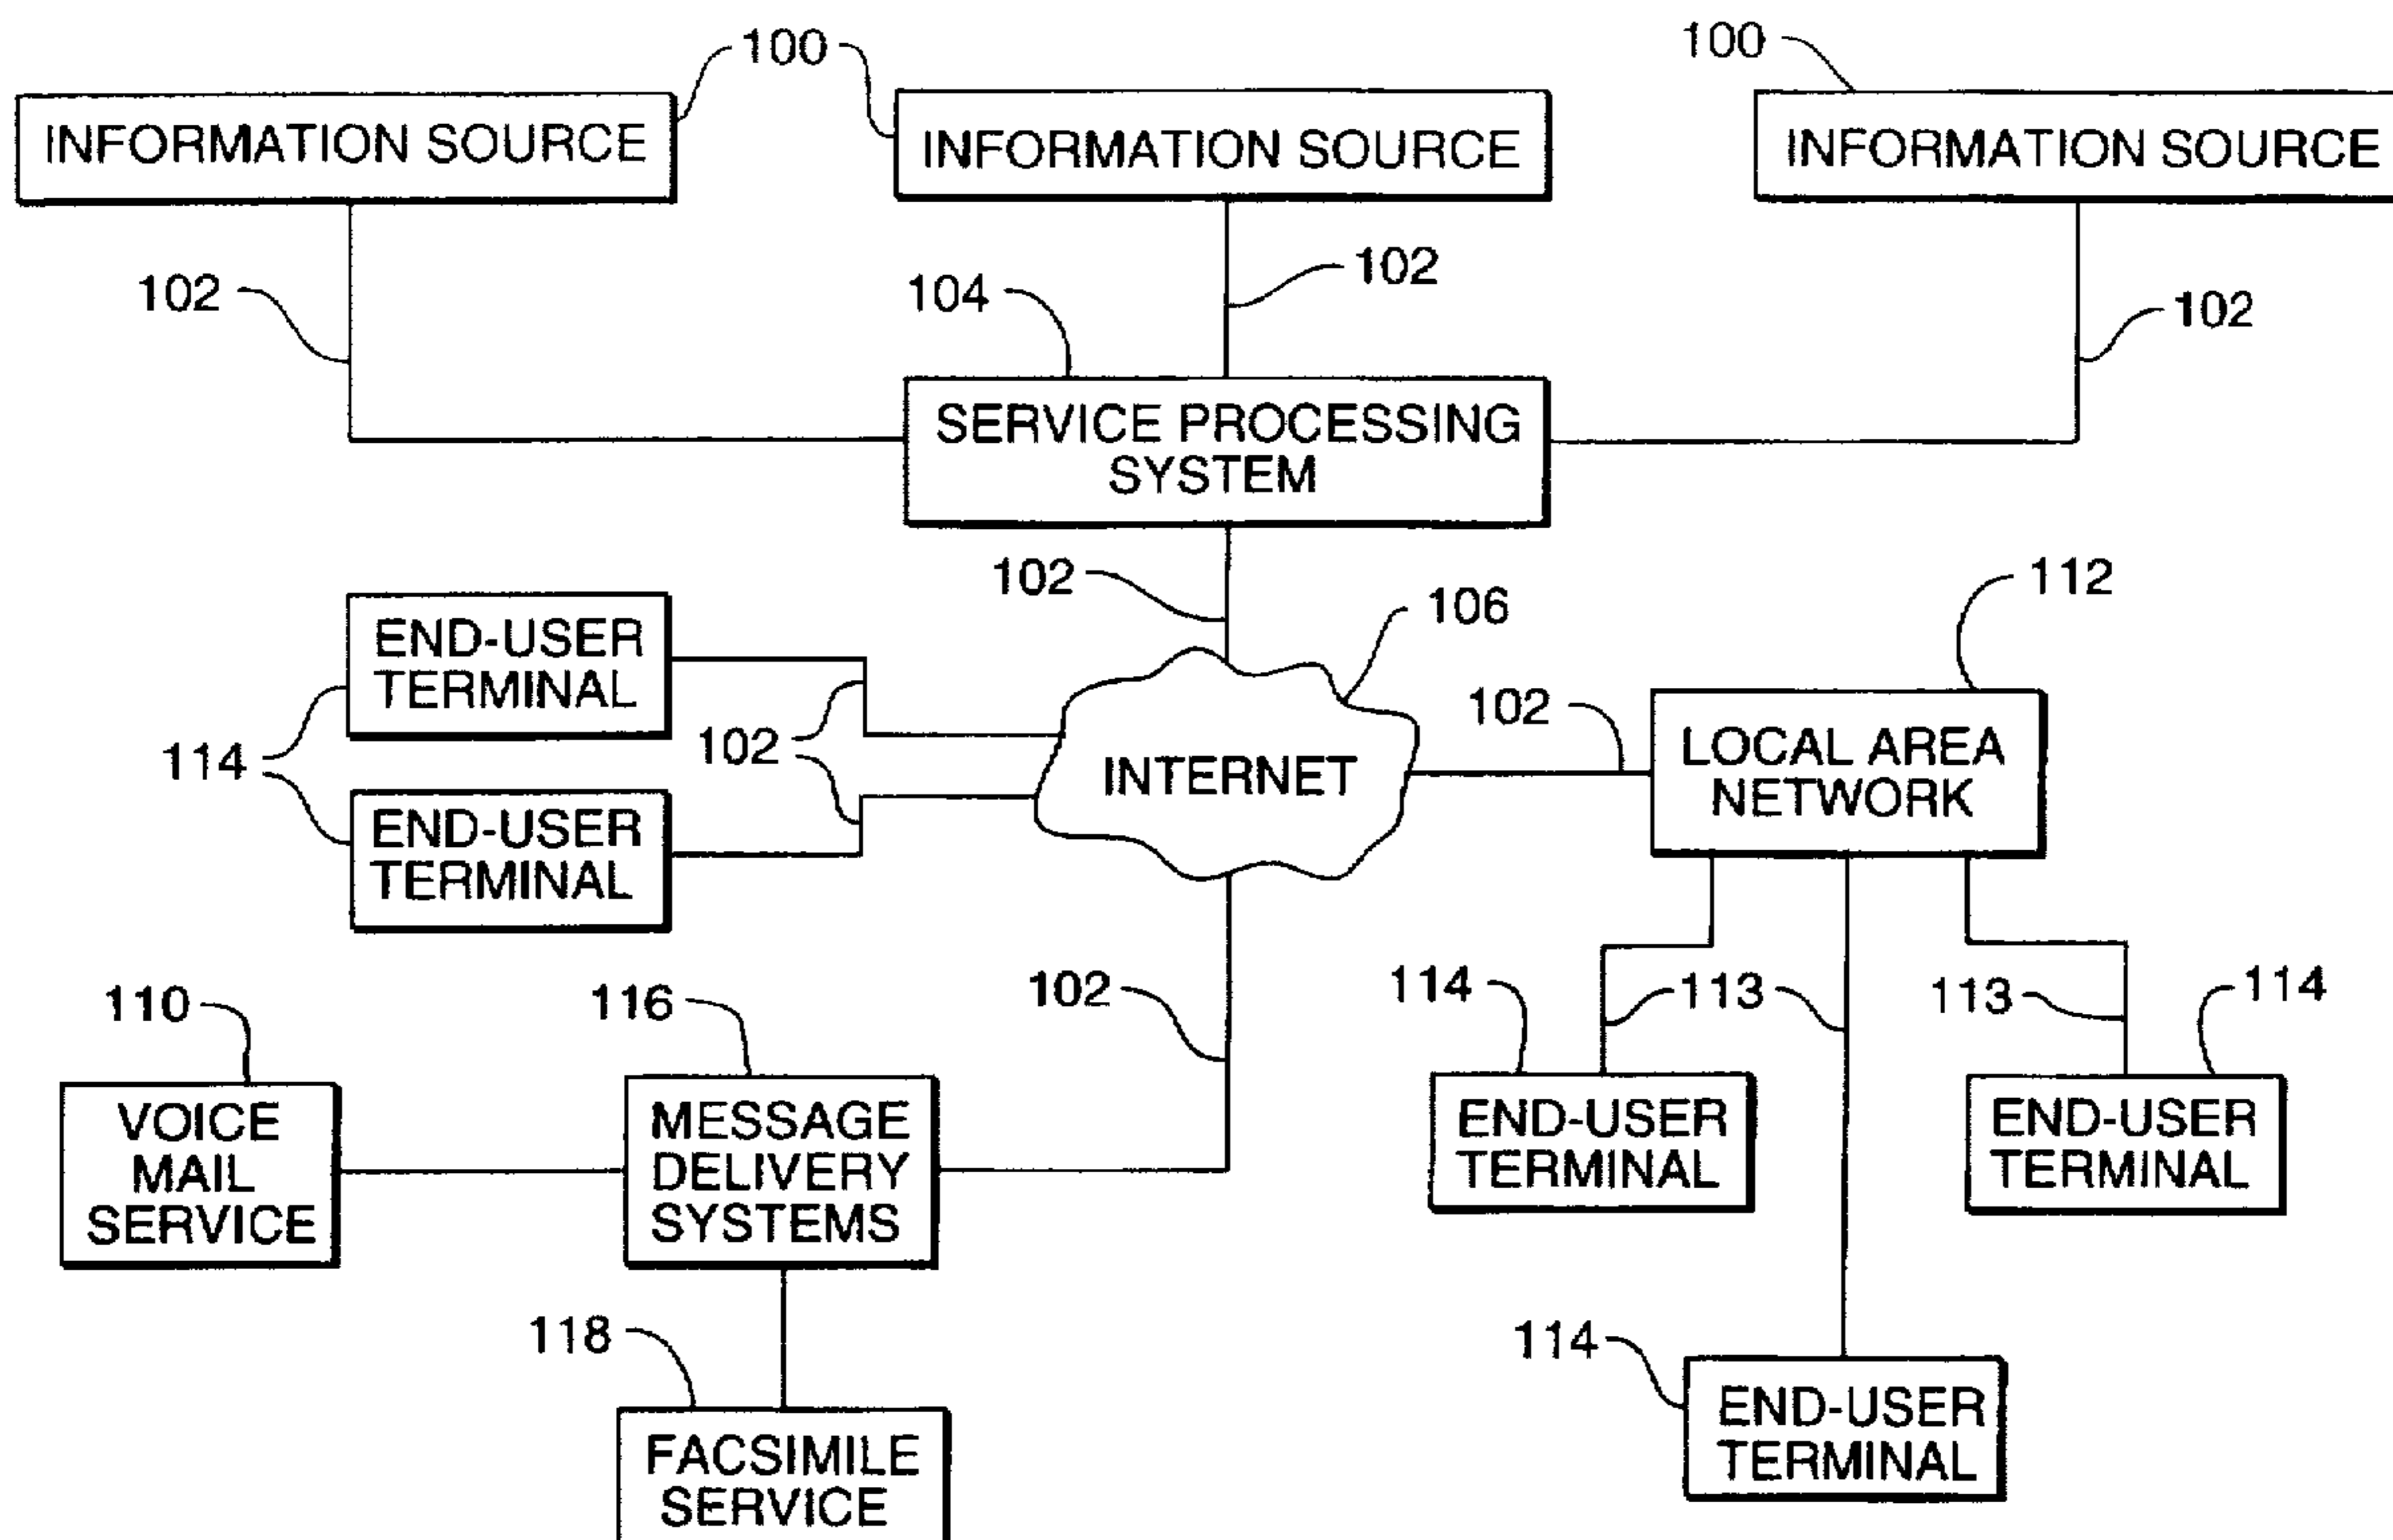 100
100
INFORMATION SOURCE
INFORMATION SOURCE
INFORMATION SOURCE
102
104
102
102
SERVICE PROCESSING
SYSTEM
102
106
112
END-USER
TERMINAL
102
114
102
INTERNET
LOCAL AREA
NETWORK
END-USER
TERMINAL
110
116
102
114
113
113
114
VOICE
MAIL
SERVICE
MESSAGE
DELIVERY
SYSTEMS
END-USER
TERMINAL
END-USER
TERMINAL
118
114
FACSIMILE
SERVICE
END-USER
TERMINAL